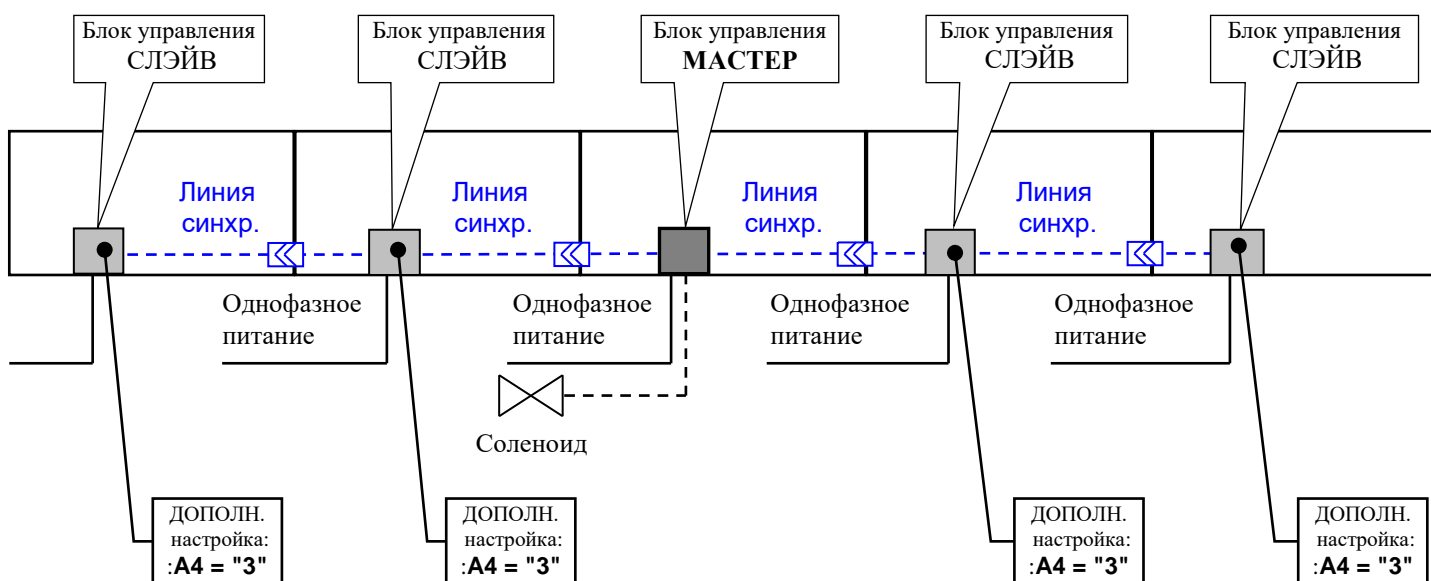 Блок управления
СЛЭЙВ
Блок управления
СЛЭЙВ
Блок управления
МАСТЕР
Блок управления
СЛЭЙВ
Блок управления
СЛЭЙВ
Линия
синхр.
Линия
синхр.
Линия
синхр.
Линия
синхр.
Однофазное
питание
Однофазное
питание
Однофазное
питание
Однофазное
питание
Соленоид
ДОПОЛН.
настройка:
:A4 = "3"
ДОПОЛН.
настройка:
:A4 = "3"
ДОПОЛН.
настройка:
:A4 = "3"
ДОПОЛН.
настройка:
:A4 = "3"